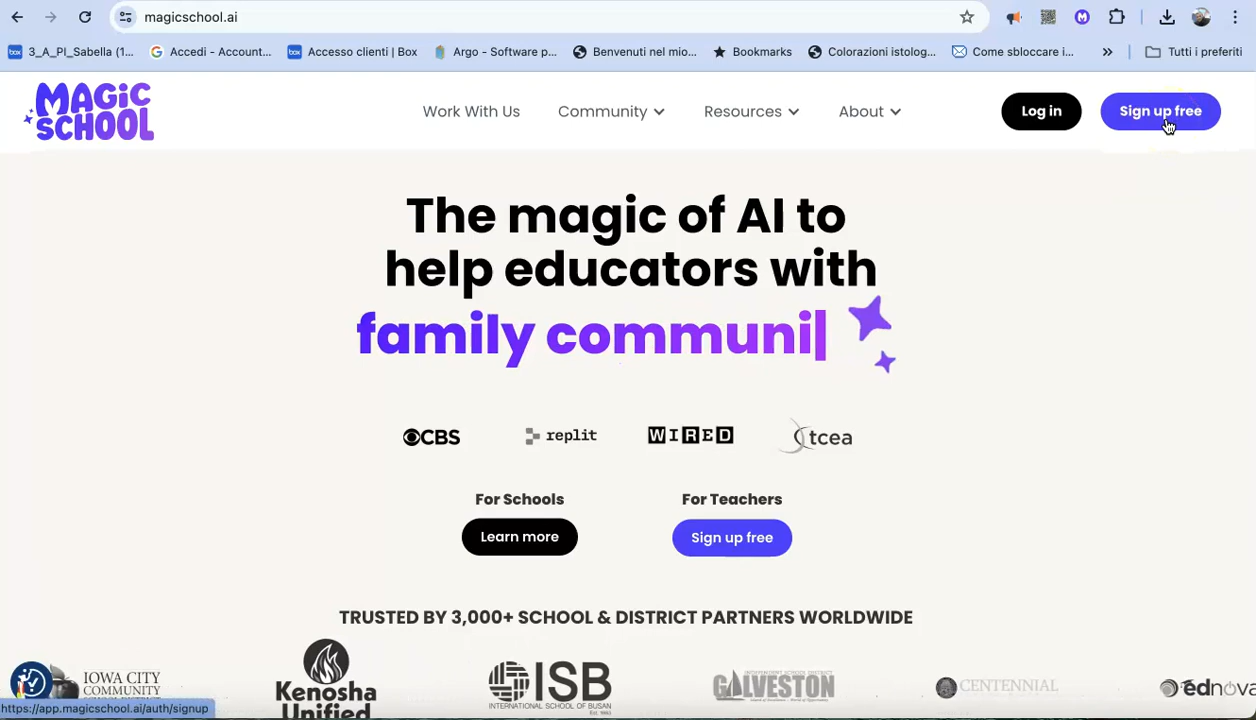 magicschool.ai
3_A_PI_Sabella (1...
Accedi - Account...
Accesso clienti | Box
Argo - Software p...
Benvenuti nel mio...
Bookmarks
Colorazioni istolog...
Come sbloccare i...
Tutti i preferiti
MAGIC
SCHOOL
Work With Us
Community
Resources
About
Log in
Sign up free
The magic of AI to
help educators with
family communi|
CBS
replit
WIRED
tcea
For Schools
For Teachers
Learn more
Sign up free
TRUSTED BY 3,000+ SCHOOL & DISTRICT PARTNERS WORLDWIDE
IOWA CITY
COMMUNITY
Kenosha
Unified
ISB
INTERNATIONAL SCHOOL OF BUSAN
INDEPENDENT SCHOOL DISTRICT
GALVESTON
CENTENNIAL
ednova
https://app.magicschool.ai/auth/signup